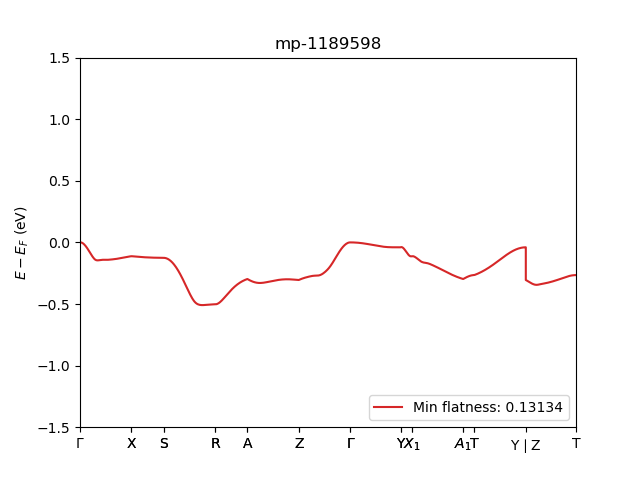 mp-1189598
E − E_F (eV)
1.5
1.0
0.5
0.0
−0.5
−1.0
−1.5
Min flatness: 0.13134
Γ X S R A Z Γ Y X₁ A₁ T Y | Z T